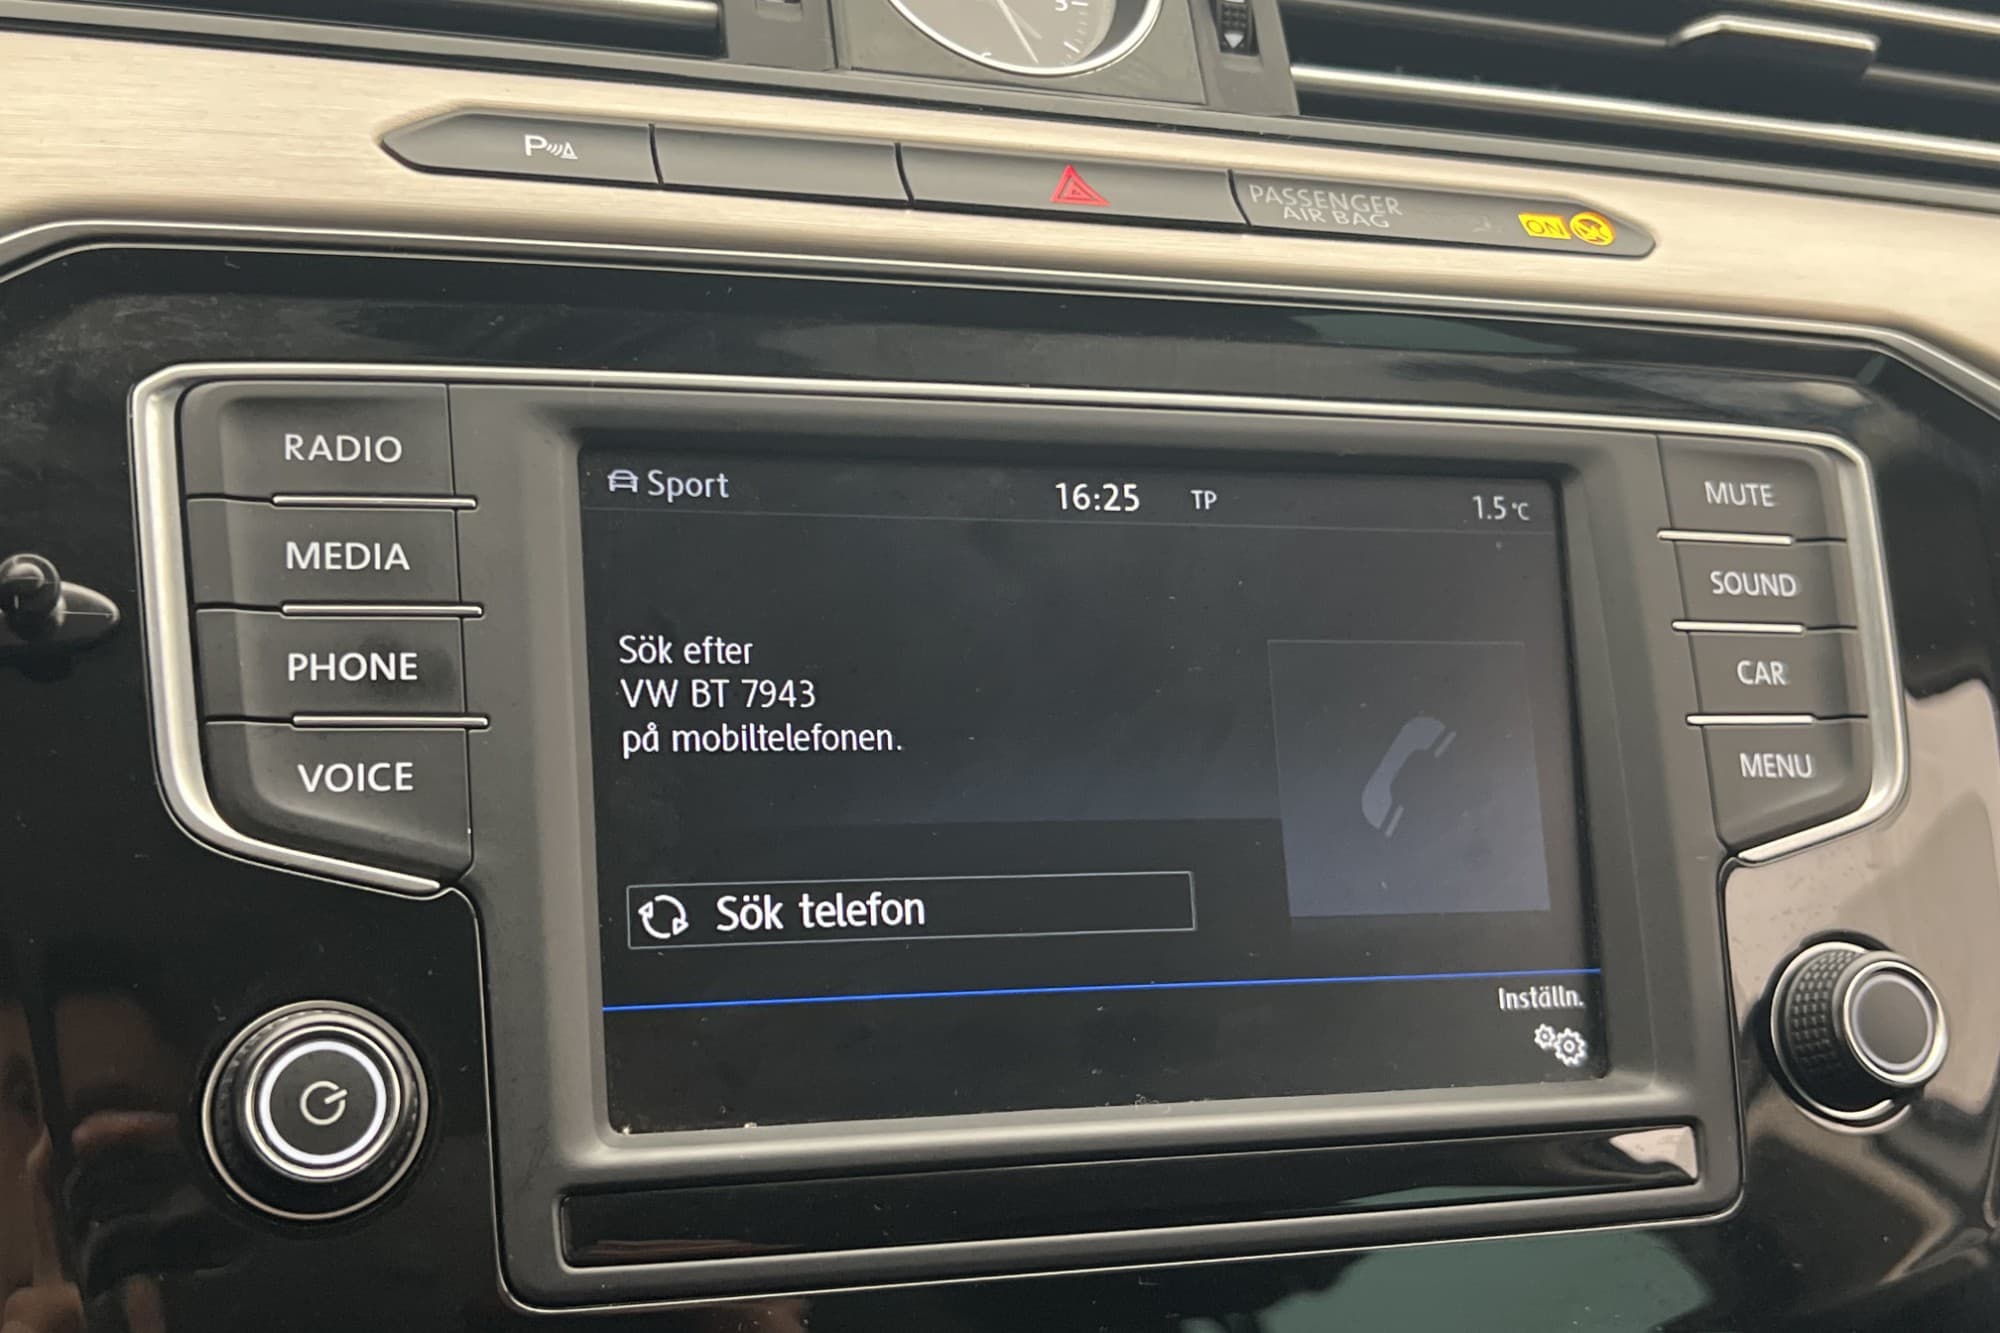 P
PASSENGER
AIR BAG
ON
RADIO
MEDIA
PHONE
VOICE
Sport
16:25
TP
1.5°C
Sök efter
VW BT 7943
på mobiltelefonen.
Sök telefon
Inställn.
MUTE
SOUND
CAR
MENU